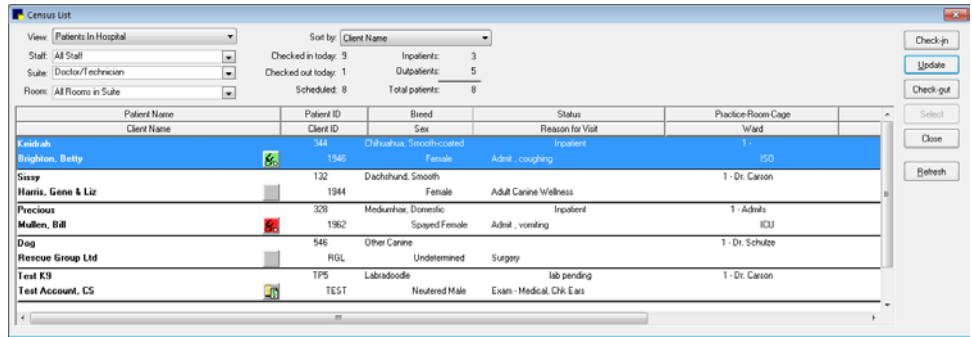 Census List
View: Patients In Hospital Sort by: Client Name Check-in
Staff: All Staff Checked in today: 9 Inpatients: 3
Suite: Doctor/Technician Checked out today: 1 Outpatients: 5 Update
Room: All Rooms in Suite Scheduled: 8 Total patients: 8 Check-out
Patient Name Patient ID Breed Status Practice-Room-Cage Select
Client Name Client ID Sex Reason for Visit Ward
Keidrah 344 Chihuahua, Smooth-coated Inpatient 1 - Close
Brighton, Betty 1946 Female Admit , coughing ISO
Sissy 132 Dachshund, Smooth 1 - Dr. Carson Refresh
Harris, Gene & Liz 1944 Female Adult Canine Wellness
Precious 328 Mediumhair, Domestic Inpatient 1 - Admits
Mullen, Bill 1962 Spayed Female Admit , vomiting ICU
Dog 546 Other Canine 1 - Dr. Schulze
Rescue Group Ltd RGL Undetermined Surgery
Test K9 TP5 Labradoodle lab pending 1 - Dr. Carson
Test Account, CS TEST Neutered Male Exam - Medical, Chk Ears